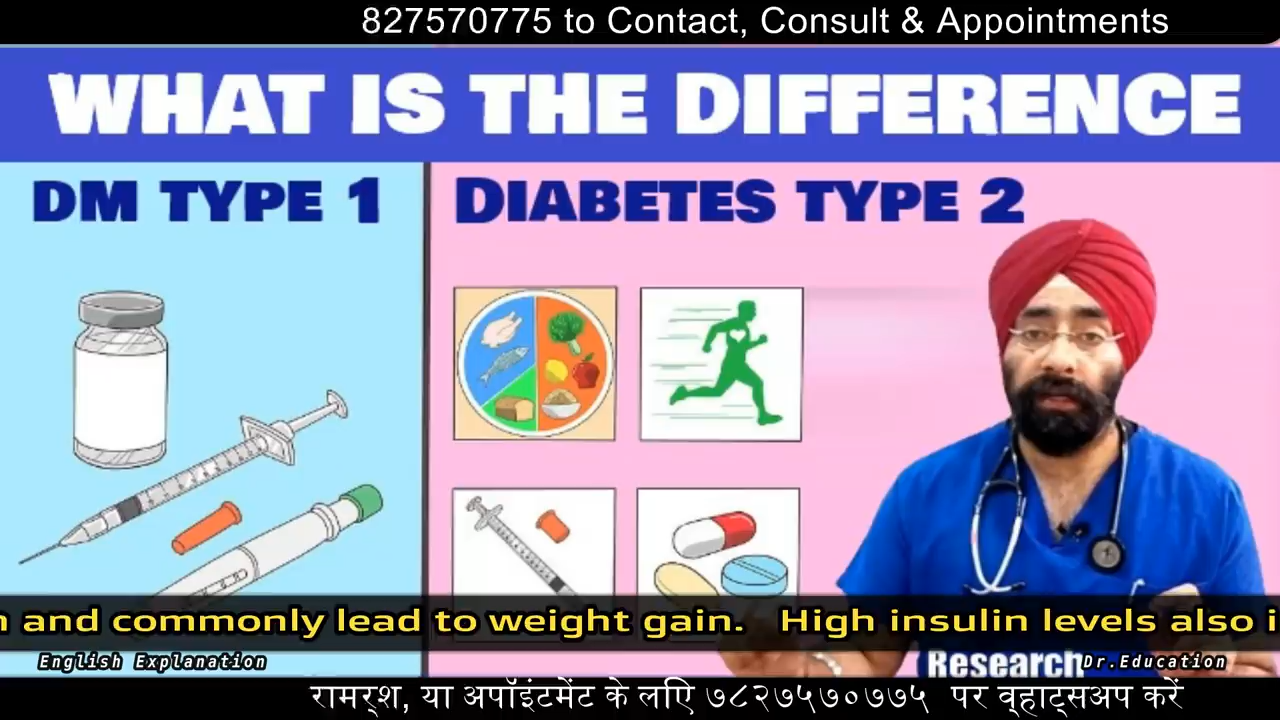 827570775 to Contact, Consult & Appointments
WHAT IS THE DIFFERENCE
DM TYPE 1
DIABETES TYPE 2
and commonly lead to weight gain. High insulin levels also i
English Explanation
Research
Dr.Education
रामर्श, या अपॉइंटमेंट के लिए ७८२७५७०७७५ पर व्हाट्सअप करें